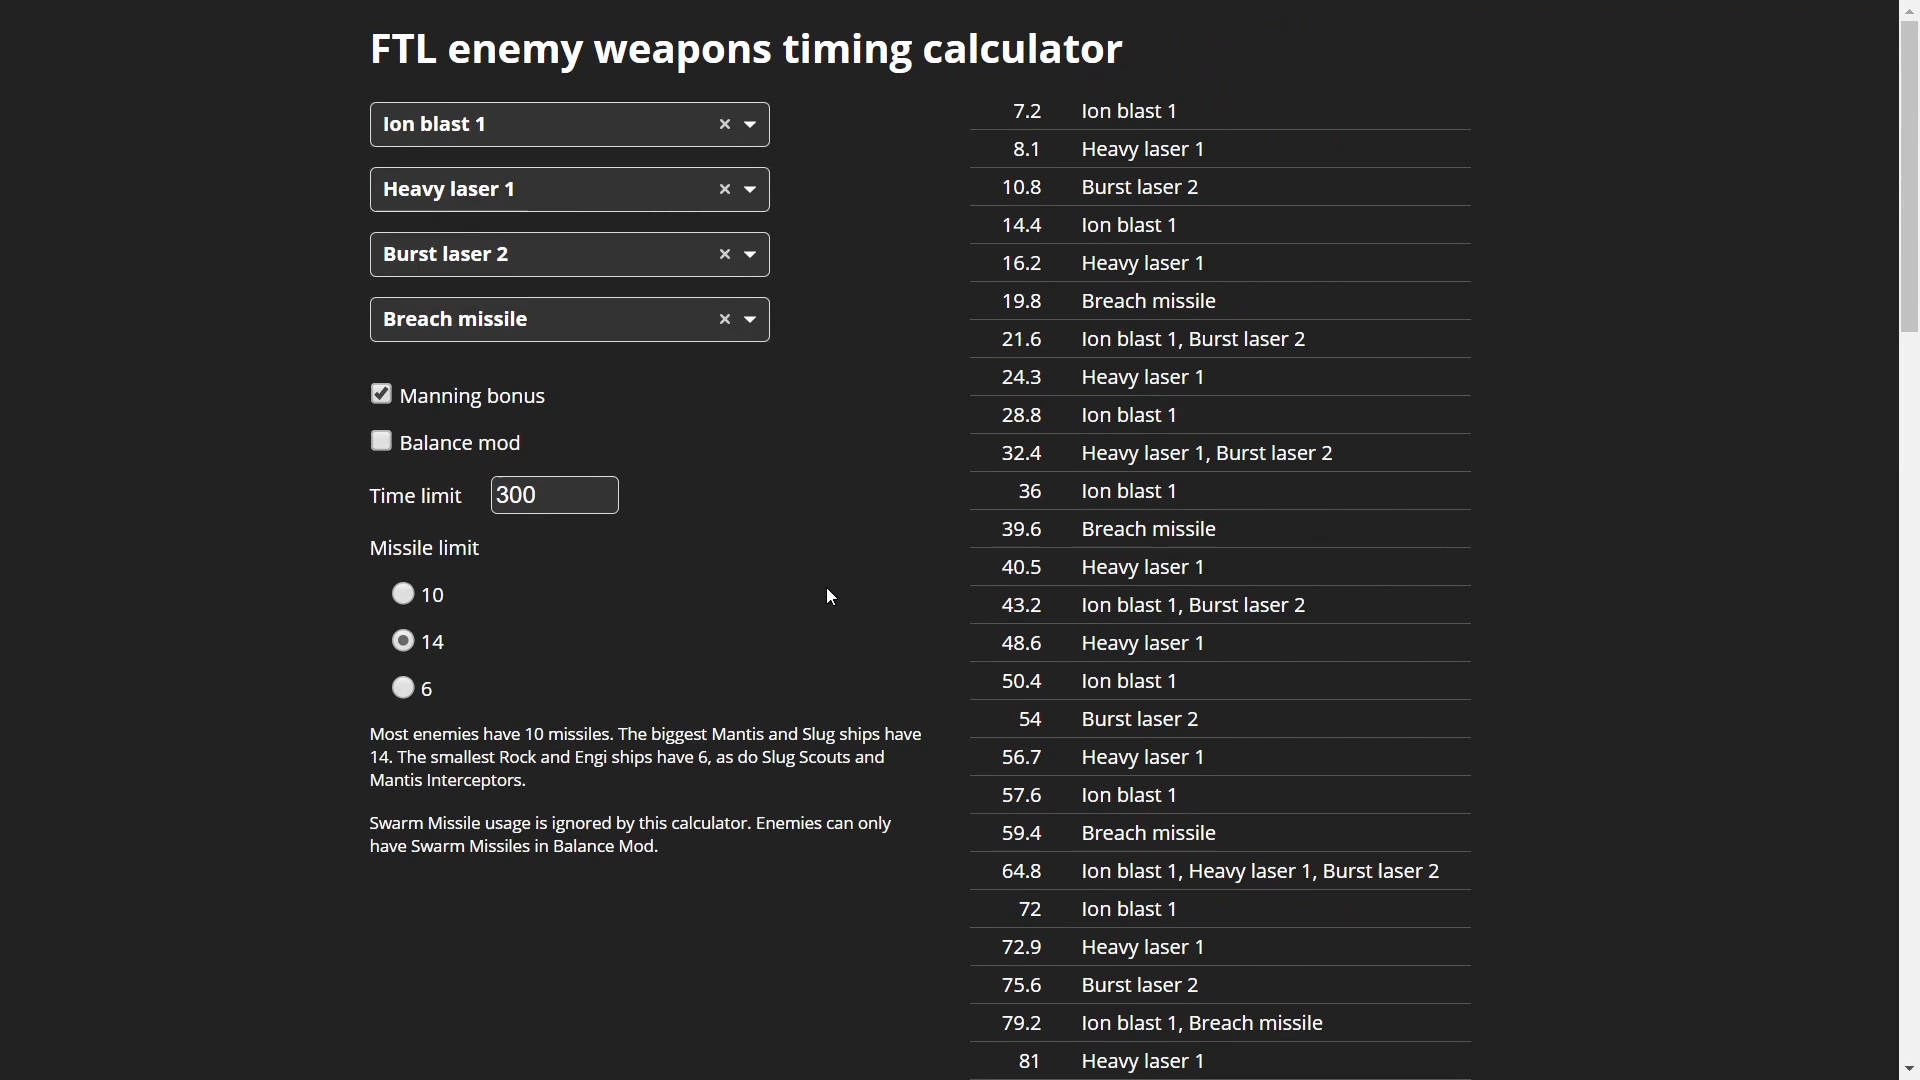 FTL enemy weapons timing calculator
Ion blast 1
Heavy laser 1
Burst laser 2
Breach missile
Manning bonus
Balance mod
Time limit 300
Missile limit
10
14
6
Most enemies have 10 missiles. The biggest Mantis and Slug ships have
14. The smallest Rock and Engi ships have 6, as do Slug Scouts and
Mantis Interceptors.
Swarm Missile usage is ignored by this calculator. Enemies can only
have Swarm Missiles in Balance Mod.
7.2 Ion blast 1
8.1 Heavy laser 1
10.8 Burst laser 2
14.4 Ion blast 1
16.2 Heavy laser 1
19.8 Breach missile
21.6 Ion blast 1, Burst laser 2
24.3 Heavy laser 1
28.8 Ion blast 1
32.4 Heavy laser 1, Burst laser 2
36 Ion blast 1
39.6 Breach missile
40.5 Heavy laser 1
43.2 Ion blast 1, Burst laser 2
48.6 Heavy laser 1
50.4 Ion blast 1
54 Burst laser 2
56.7 Heavy laser 1
57.6 Ion blast 1
59.4 Breach missile
64.8 Ion blast 1, Heavy laser 1, Burst laser 2
72 Ion blast 1
72.9 Heavy laser 1
75.6 Burst laser 2
79.2 Ion blast 1, Breach missile
81 Heavy laser 1